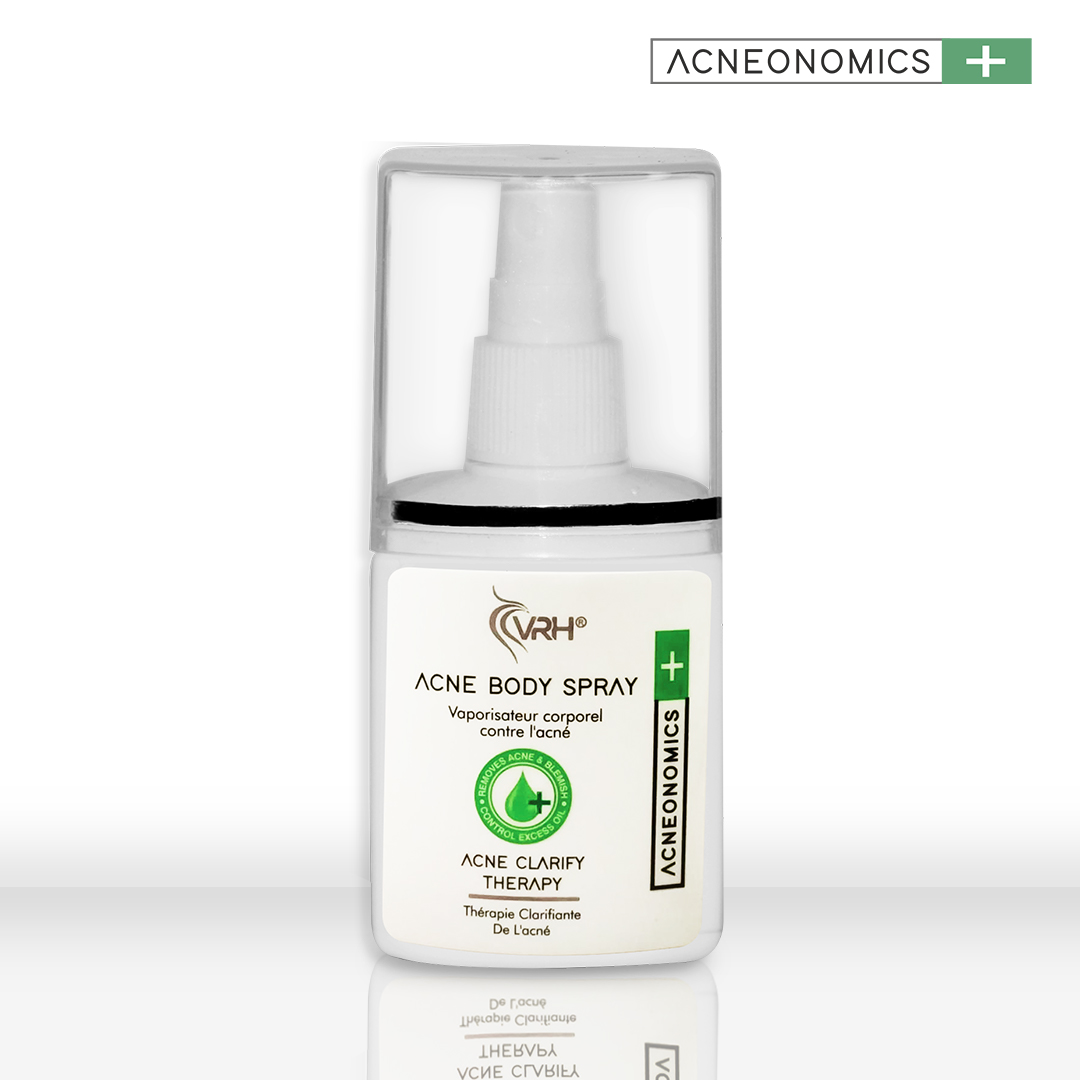 ACNEONOMICS +
VRH®
ACNE BODY SPRAY
Vaporisateur corporel
contre l'acné
REMOVES ACNE & BLEMISH
CONTROL EXCESS OIL
ACNE CLARIFY
THERAPY
Thérapie Clarifiante
De L'acné
ACNEONOMICS +